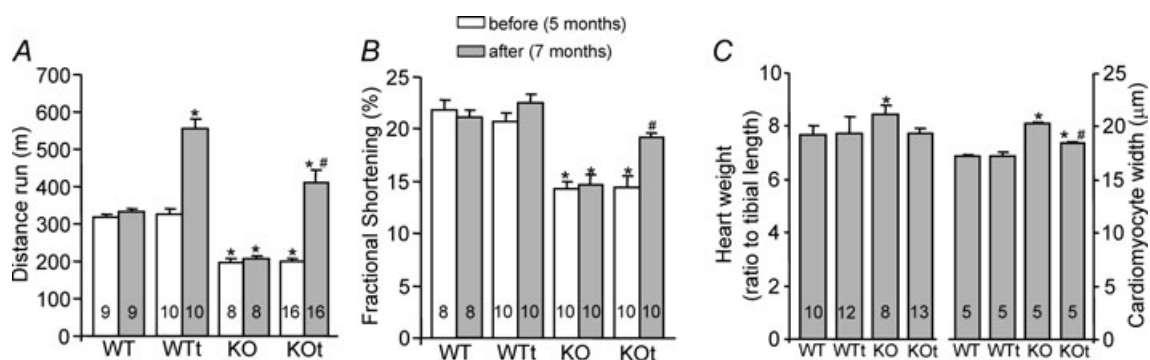 before (5 months)
after (7 months)
A
Distance run (m)
700
600
500
400
300
200
100
0
*
* *
*
* #
9 9 10 10 8 8 16 16
WT WTt KO KOt
B
Fractional Shortening (%)
25
20
15
10
5
0
* * *
#
8 8 10 10 10 10 10 10
WT WTt KO KOt
C
Heart weight
(ratio to tibial length)
10
8
6
4
2
0
*
*
* #
10 12 8 13 5 5 5 5
WT WTt KO KOt WT WTt KO KOt
25
20
15
10
5
0
Cardiomyocyte width (μm)